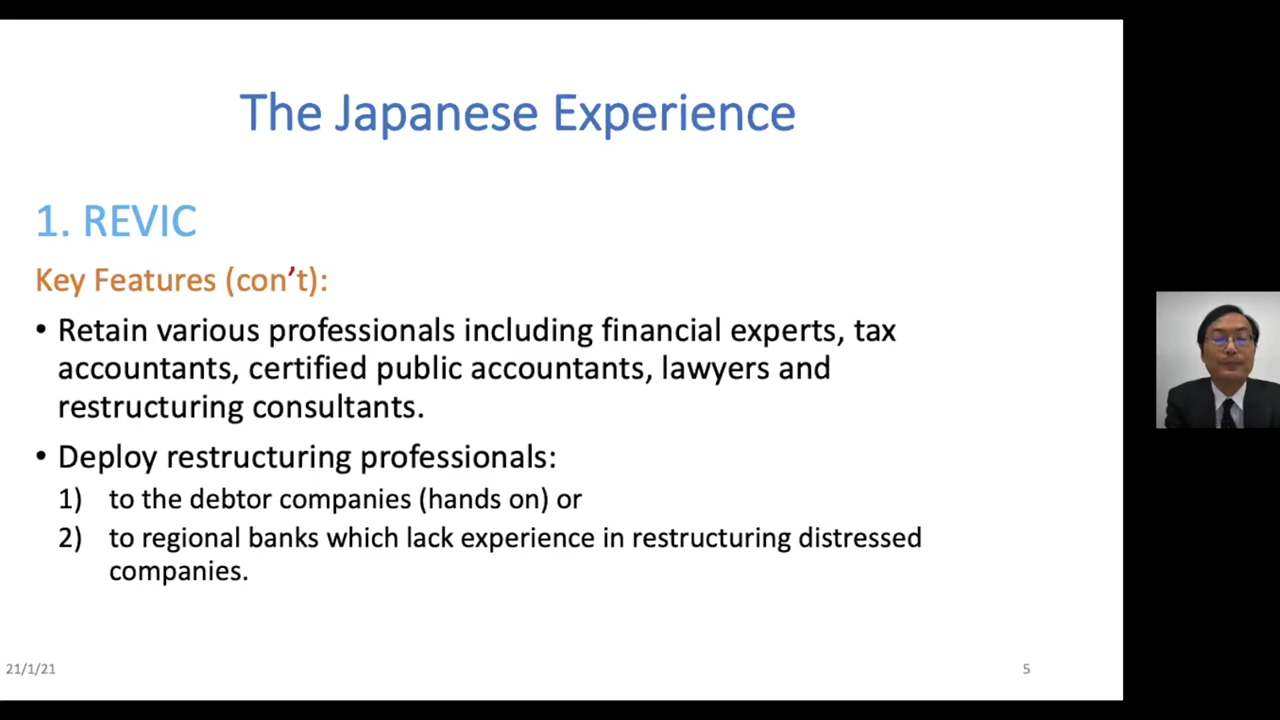 The Japanese Experience
1. REVIC
Key Features (con’t):
• Retain various professionals including financial experts, tax
accountants, certified public accountants, lawyers and
restructuring consultants.
• Deploy restructuring professionals:
1) to the debtor companies (hands on) or
2) to regional banks which lack experience in restructuring distressed
companies.
21/1/21
5